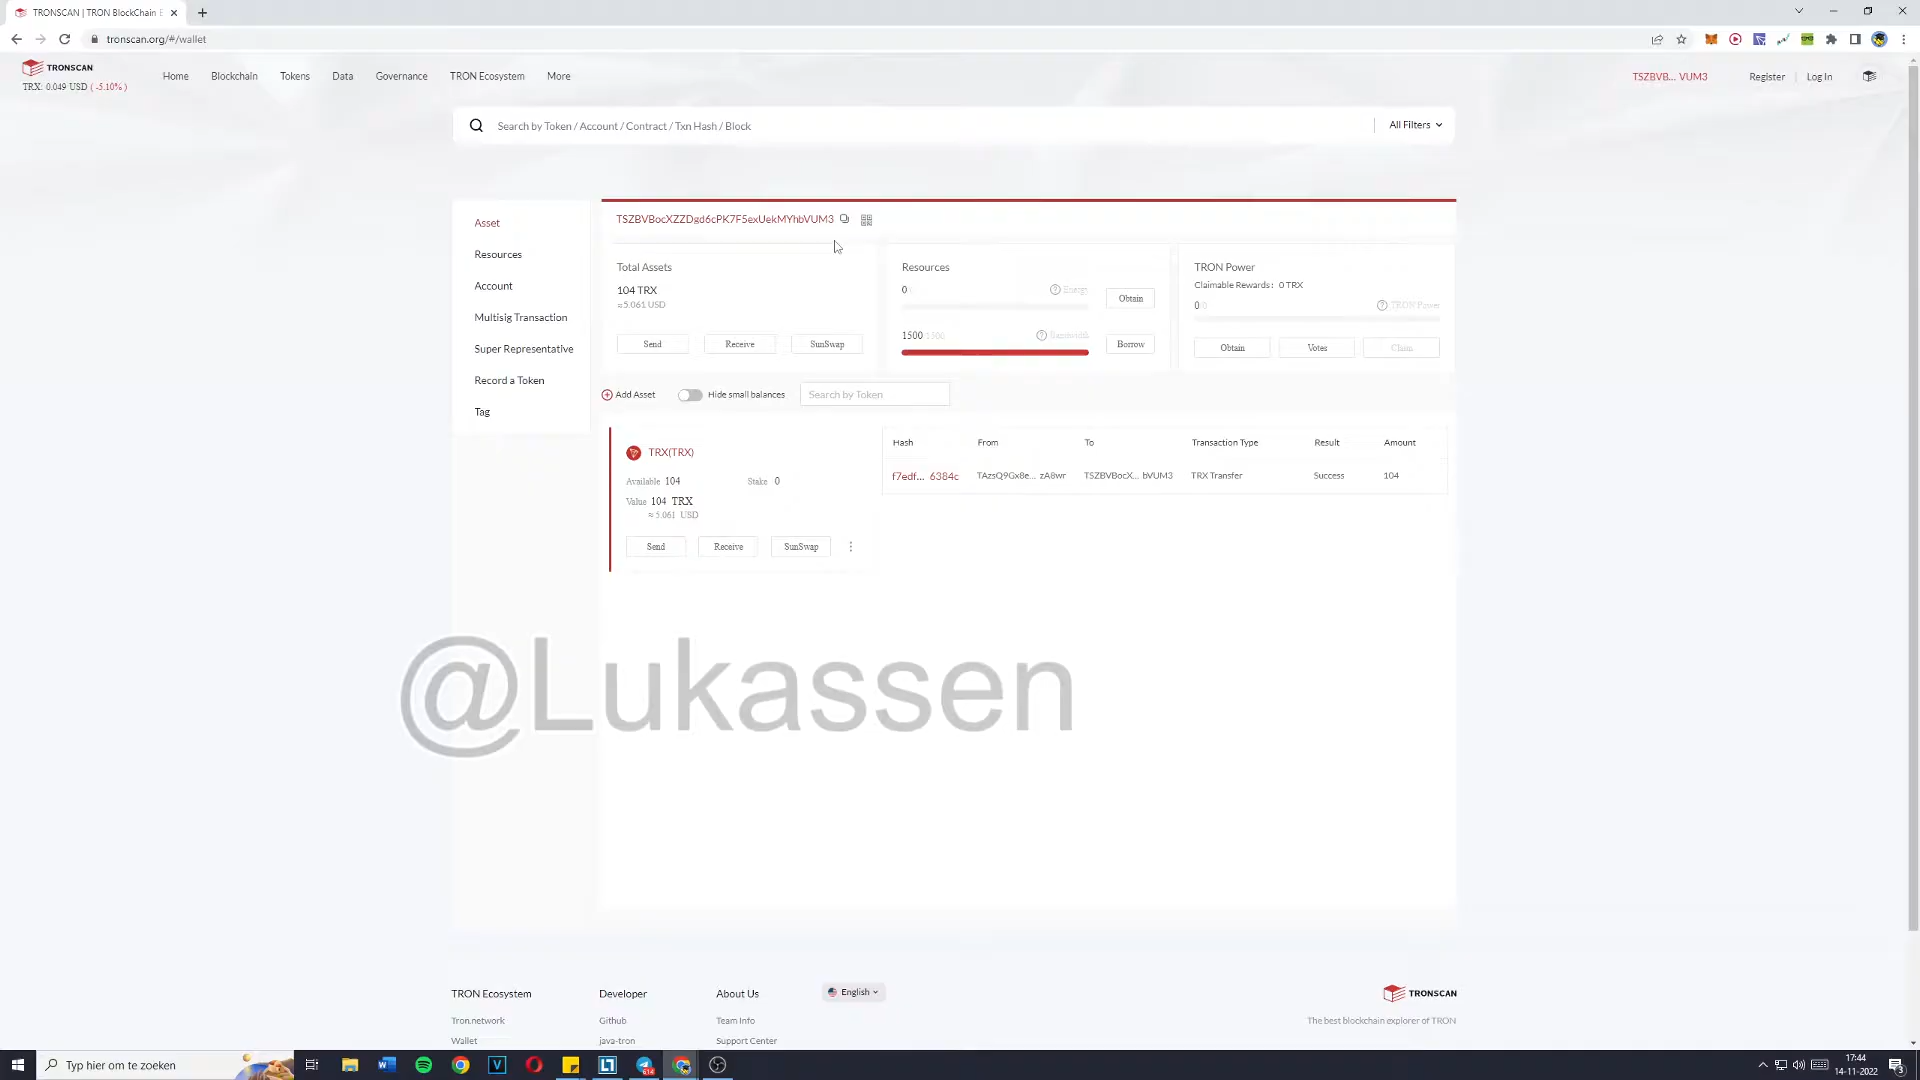 TRONSCAN | TRON BlockChain E
tronscan.org/#/wallet
TRONSCAN
TRX: 0.049 USD ( -5.10% )
Home Blockchain Tokens Data Governance TRON Ecosystem More
TSZBVB... VUM3 Register Log In
Search by Token / Account / Contract / Txn Hash / Block
All Filters
Asset
Resources
Account
Multisig Transaction
Super Representative
Record a Token
Tag
TSZBVBocXZZDgd6cPK7F5exUekMYhbVUM3
Total Assets
104 TRX
≈5.061 USD
Send Receive SunSwap
Resources
0/ Energy Obtain
1500/1500 Bandwidth Borrow
TRON Power
Claimable Rewards : 0 TRX
0/0 TRON Power
Obtain Votes Claim
Add Asset Hide small balances Search by Token
TRX(TRX)
Available 104 Stake 0
Value 104 TRX
≈ 5.061 USD
Send Receive SunSwap
Hash From To Transaction Type Result Amount
f7edf... 6384c TAzsQ9Gx8e... zA8wr TSZBVBocX... bVUM3 TRX Transfer Success 104
@Lukassen
TRON Ecosystem
Tron.network
Wallet
Developer
Github
java-tron
About Us
Team Info
Support Center
English
TRONSCAN
The best blockchain explorer of TRON
Typ hier om te zoeken
17:44
14-11-2022